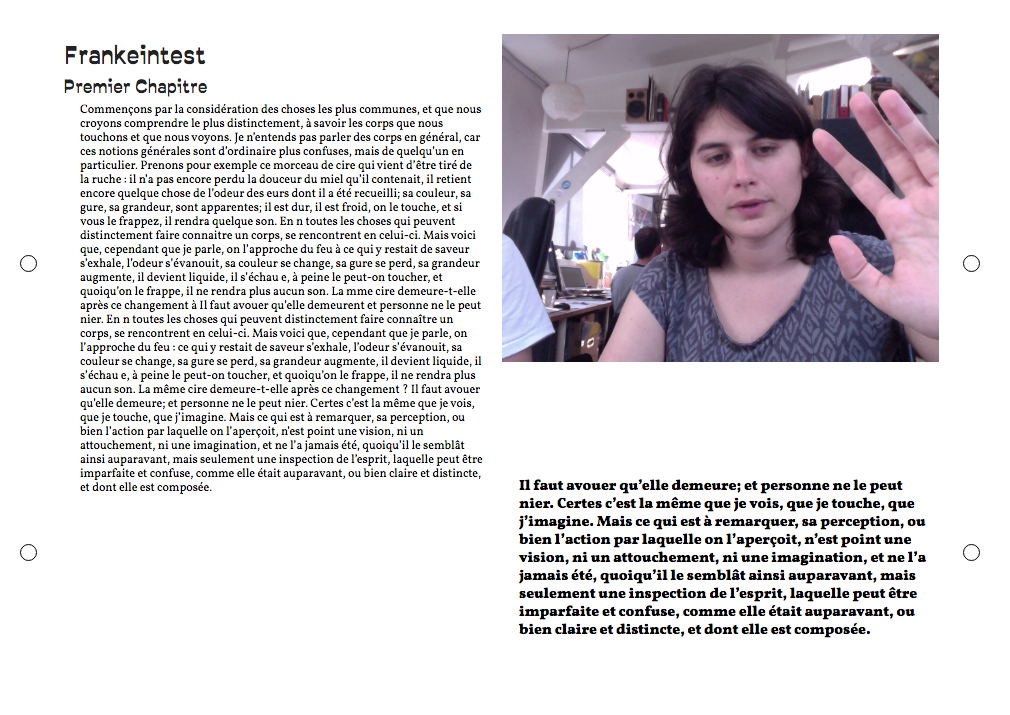 Frankeintest
Premier Chapitre
Commençons par la considération des choses les plus communes, et que nous
croyons comprendre le plus distinctement, à savoir les corps que nous
touchons et que nous voyons. Je n'entends pas parler des corps en général, car
ces notions générales sont d'ordinaire plus confuses, mais de quelqu'un en
particulier. Prenons pour exemple ce morceau de cire qui vient d'être tiré de
la ruche : il n'a pas encore perdu la douceur du miel qu'il contenait, il retient
encore quelque chose de l'odeur des eurs dont il a été recueilli; sa couleur, sa
gure, sa grandeur, sont apparentes; il est dur, il est froid, on le touche, et si
vous le frappez, il rendra quelque son. En n toutes les choses qui peuvent
distinctement faire connaitre un corps, se rencontrent en celui-ci. Mais voici
que, cependant que je parle, on l'approche du feu à ce qui y restait de saveur
s'exhale, l'odeur s'évanouit, sa couleur se change, sa gure se perd, sa grandeur
augmente, il devient liquide, il s'échau e, à peine le peut-on toucher, et
quoiqu'on le frappe, il ne rendra plus aucun son. La mme cire demeure-t-elle
après ce changement à Il faut avouer qu'elle demeurent et personne ne le peut
nier. En n toutes les choses qui peuvent distinctement faire connaître un
corps, se rencontrent en celui-ci. Mais voici que, cependant que je parle, on
l'approche du feu : ce qui y restait de saveur s'exhale, l'odeur s'évanouit, sa
couleur se change, sa gure se perd, sa grandeur augmente, il devient liquide, il
s'échau e, à peine le peut-on toucher, et quoiqu'on le frappe, il ne rendra plus
aucun son. La même cire demeure-t-elle après ce changement ? Il faut avouer
qu'elle demeure; et personne ne le peut nier. Certes c'est la même que je vois,
que je touche, que j'imagine. Mais ce qui est à remarquer, sa perception, ou
bien l'action par laquelle on l'aperçoit, n'est point une vision, ni un
attouchement, ni une imagination, et ne l'a jamais été, quoiqu'il le semblât
ainsi auparavant, mais seulement une inspection de l'esprit, laquelle peut être
imparfaite et confuse, comme elle était auparavant, ou bien claire et distincte,
et dont elle est composée.
Il faut avouer qu'elle demeure; et personne ne le peut
nier. Certes c'est la même que je vois, que je touche, que
j'imagine. Mais ce qui est à remarquer, sa perception, ou
bien l'action par laquelle on l'aperçoit, n'est point une
vision, ni un attouchement, ni une imagination, et ne l'a
jamais été, quoiqu'il le semblât ainsi auparavant, mais
seulement une inspection de l'esprit, laquelle peut être
imparfaite et confuse, comme elle était auparavant, ou
bien claire et distincte, et dont elle est composée.